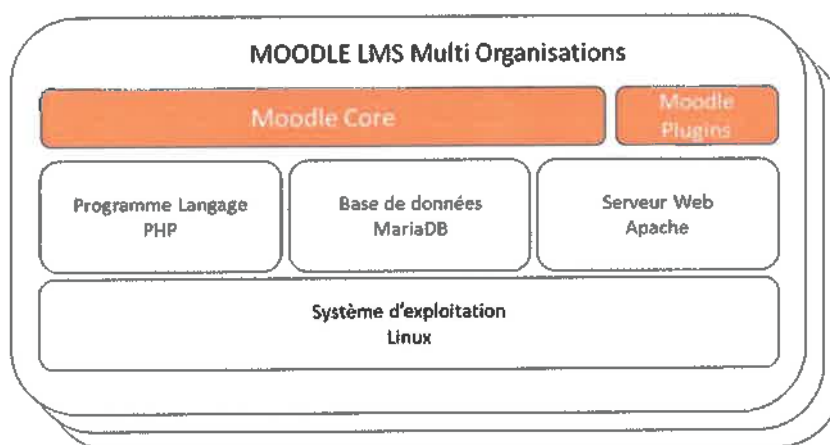 MOODLE LMS Multi Organisations
Moodle Core
Moodle
Plugins
Programme Langage
PHP
Base de données
MariaDB
Serveur Web
Apache
Système d'exploitation
Linux